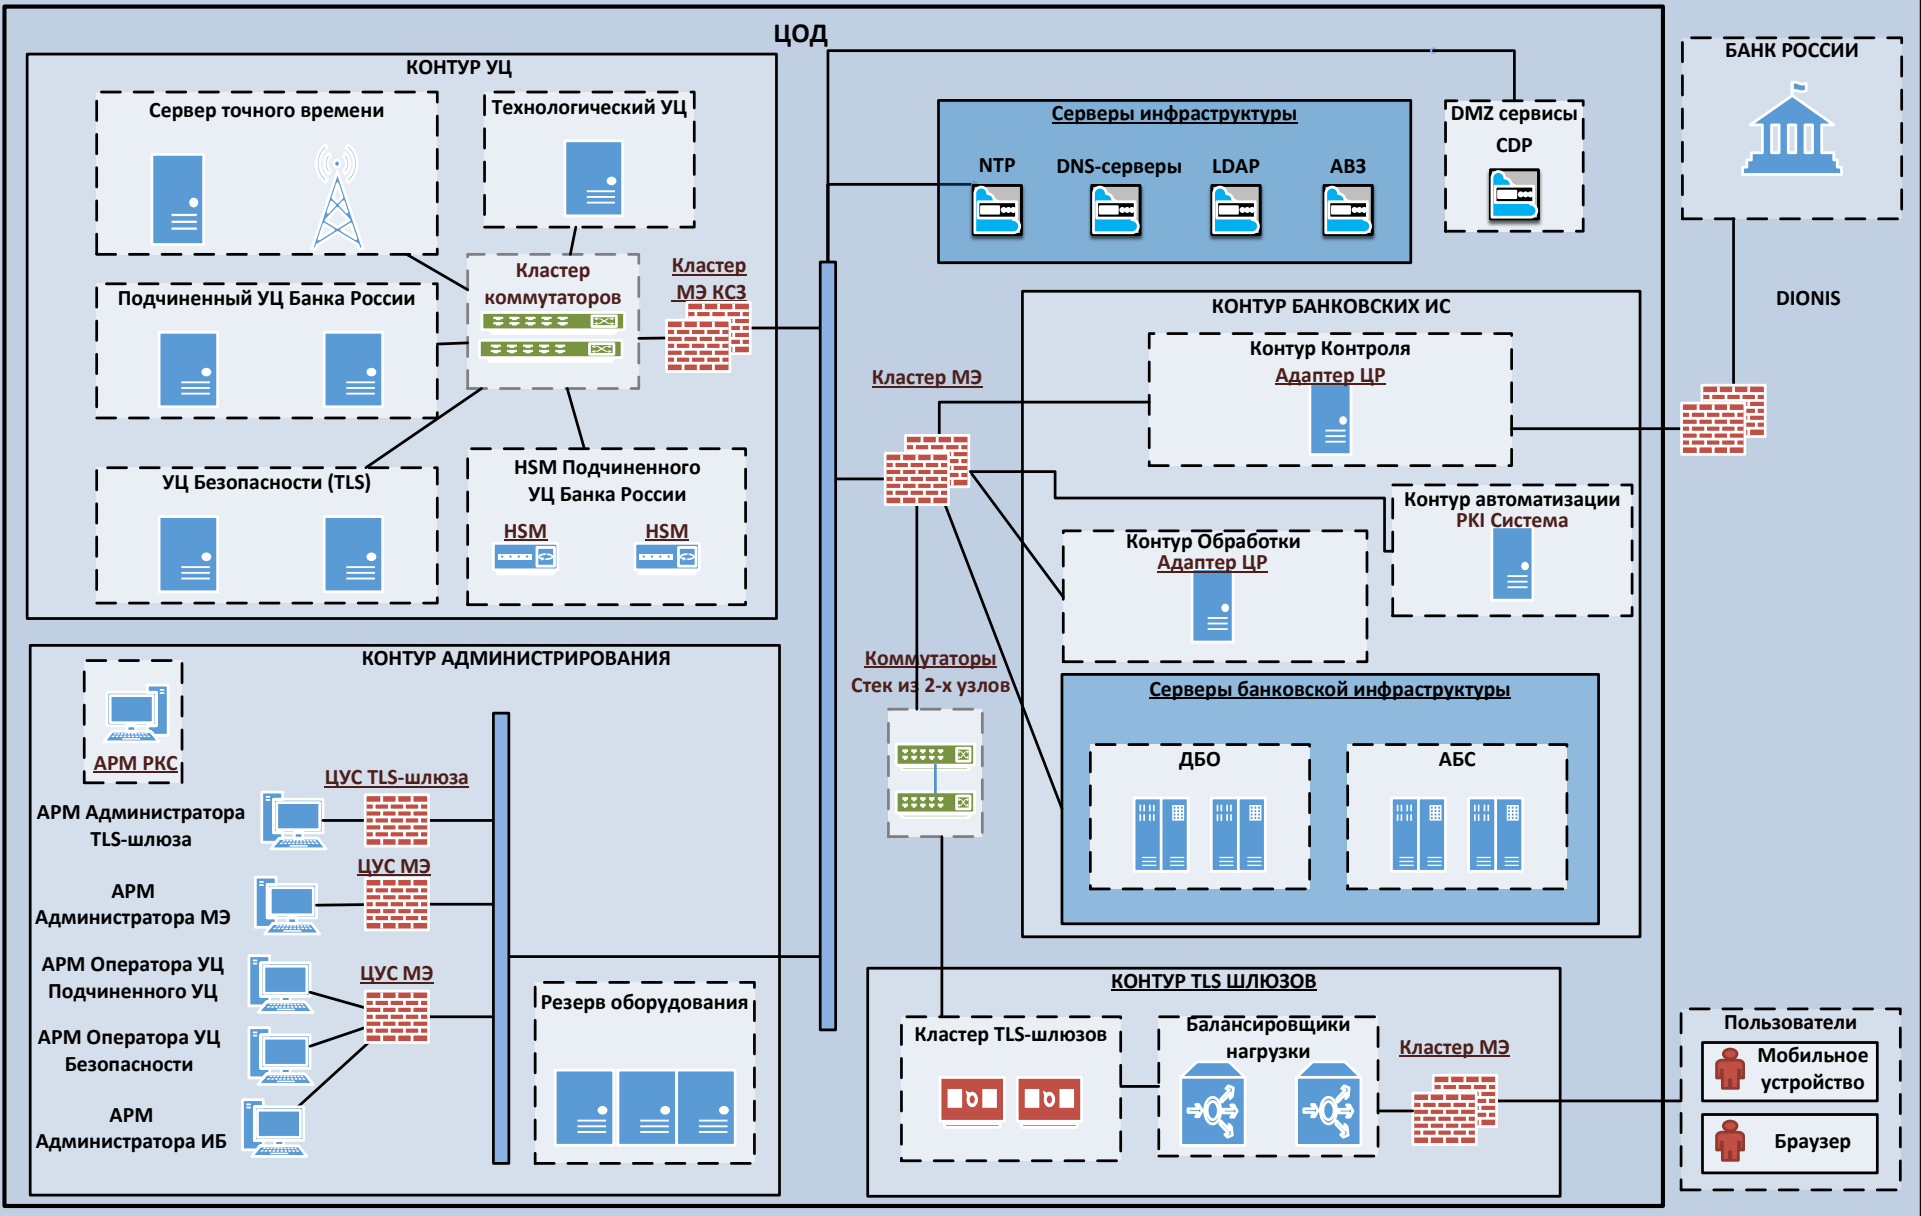 ЦОД
КОНТУР УЦ
Сервер точного времени
Технологический УЦ
Кластер
коммутаторов
Кластер
МЭ КС3
Подчиненный УЦ Банка России
УЦ Безопасности (TLS)
HSM Подчиненного
УЦ Банка России
HSM
HSM
Серверы инфраструктуры
NTP
DNS-серверы
LDAP
АВЗ
DMZ сервисы
CDP
БАНК РОССИИ
DIONIS
КОНТУР БАНКОВСКИХ ИС
Контур Контроля
Адаптер ЦР
Кластер МЭ
Контур автоматизации
PKI Система
Контур Обработки
Адаптер ЦР
Коммутаторы
Стек из 2-х узлов
Серверы банковской инфраструктуры
ДБО
АБС
КОНТУР АДМИНИСТРИРОВАНИЯ
АРМ РКС
ЦУС TLS-шлюза
АРМ Администратора
TLS-шлюза
ЦУС МЭ
АРМ
Администратора МЭ
АРМ Оператора УЦ
Подчиненного УЦ
ЦУС МЭ
АРМ Оператора УЦ
Безопасности
АРМ
Администратора ИБ
Резерв оборудования
КОНТУР TLS ШЛЮЗОВ
Кластер TLS-шлюзов
Балансировщики
нагрузки
Кластер МЭ
Пользователи
Мобильное
устройство
Браузер